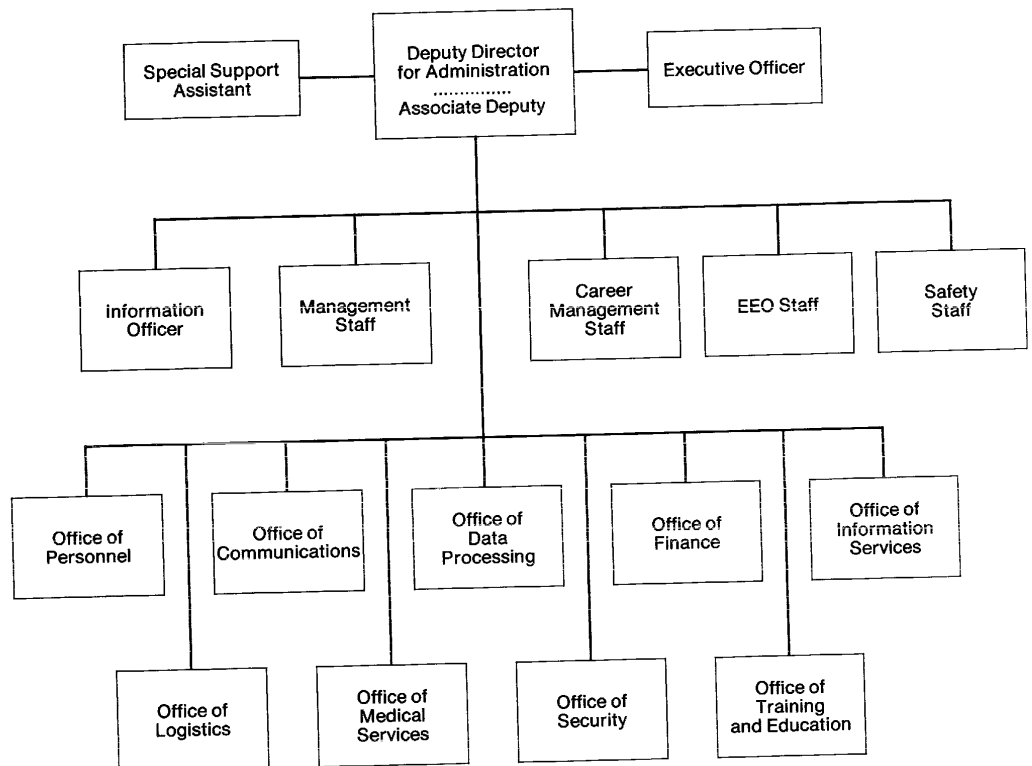 Special Support
Assistant
Deputy Director
for Administration
...............
Associate Deputy
Executive Officer
Information
Officer
Management
Staff
Career
Management
Staff
EEO Staff
Safety
Staff
Office of
Personnel
Office of
Communications
Office of
Data
Processing
Office of
Finance
Office of
Information
Services
Office of
Logistics
Office of
Medical
Services
Office of
Security
Office of
Training
and Education